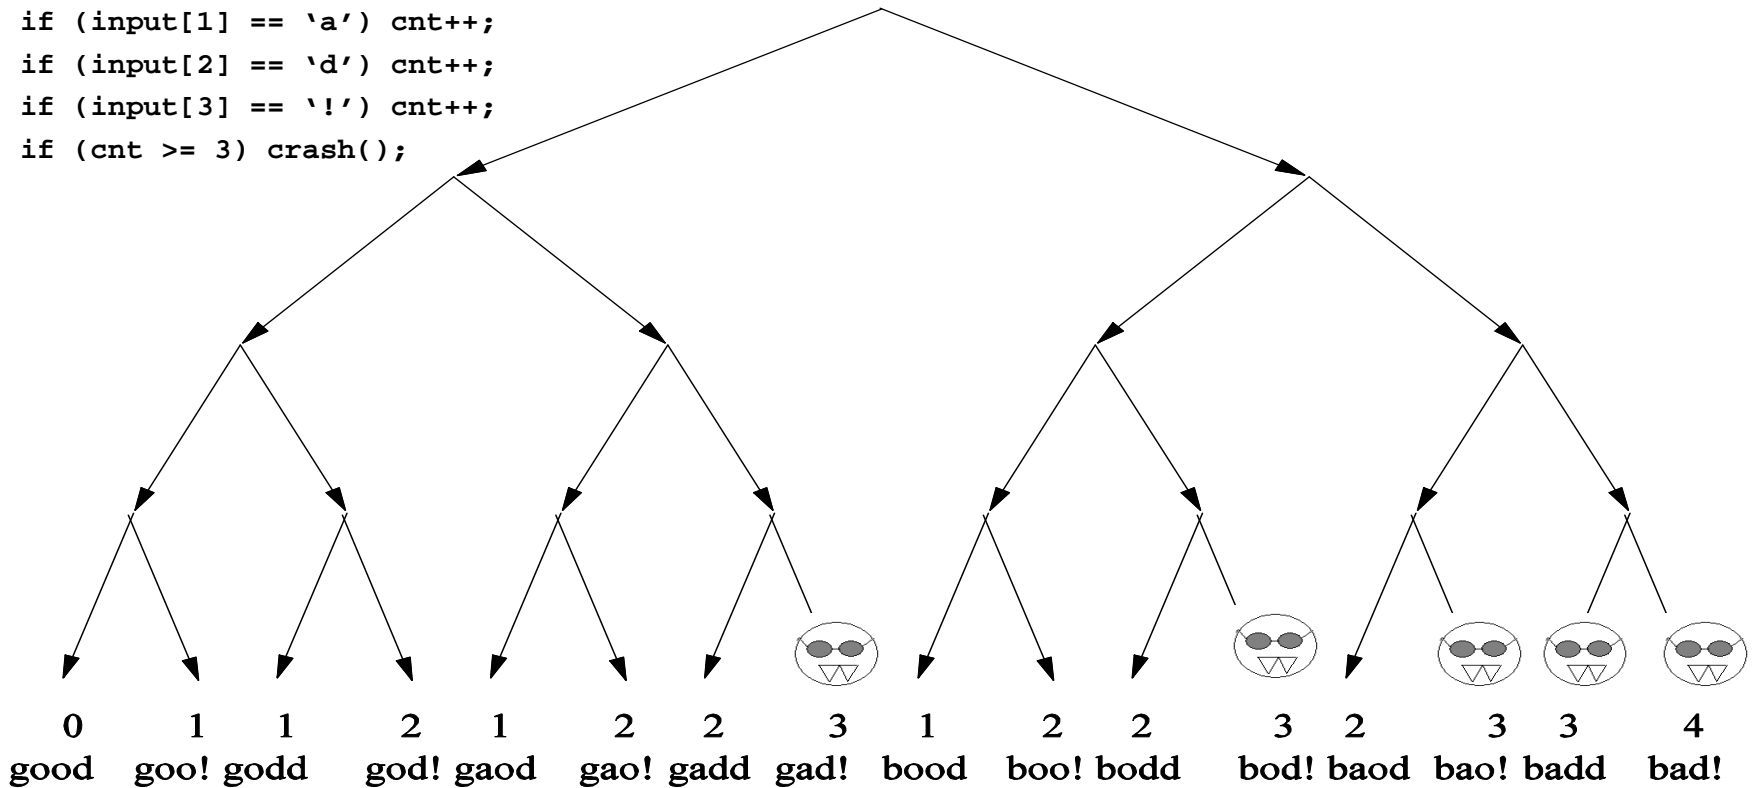 if (input[1] == ‘a’) cnt++;
if (input[2] == ‘d’) cnt++;
if (input[3] == ‘!’) cnt++;
if (cnt >= 3) crash();
0 1 1 2 1 2 2 3 1 2 2 3 2 3 3 4
good goo! godd god! gaod gao! gadd gad! bood boo! bodd bod! baod bao! badd bad!